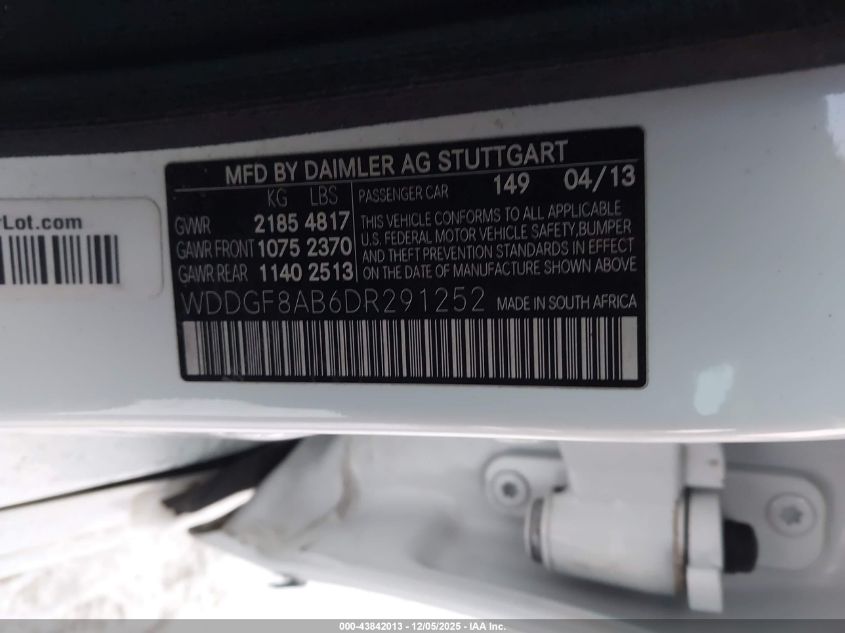 MFD BY DAIMLER AG STUTTGART
KG LBS PASSENGER CAR 149 04/13
GVWR 2185 4817
GAWR FRONT 1075 2370
GAWR REAR 1140 2513
THIS VEHICLE CONFORMS TO ALL APPLICABLE
U.S. FEDERAL MOTOR VEHICLE SAFETY, BUMPER
AND THEFT PREVENTION STANDARDS IN EFFECT
ON THE DATE OF MANUFACTURE SHOWN ABOVE
WDDGF8AB6DR291252 MADE IN SOUTH AFRICA
Lot.com
000-43842013 - 12/05/2025 - IAA Inc.